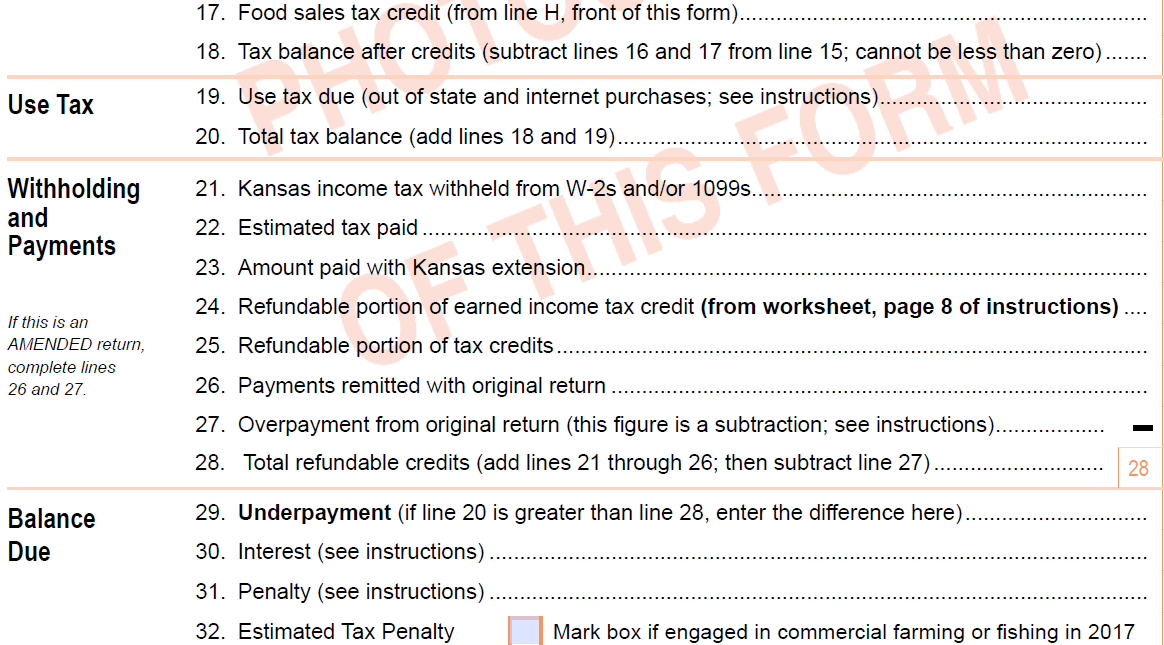 17. Food sales tax credit (from line H, front of this form)
18. Tax balance after credits (subtract lines 16 and 17 from line 15; cannot be less than zero)
Use Tax
19. Use tax due (out of state and internet purchases; see instructions)
20. Total tax balance (add lines 18 and 19)
Withholding
and
Payments
21. Kansas income tax withheld from W-2s and/or 1099s
22. Estimated tax paid
23. Amount paid with Kansas extension
24. Refundable portion of earned income tax credit (from worksheet, page 8 of instructions)
If this is an
AMENDED return,
complete lines
26 and 27.
25. Refundable portion of tax credits
26. Payments remitted with original return
27. Overpayment from original return (this figure is a subtraction; see instructions)
28. Total refundable credits (add lines 21 through 26; then subtract line 27) 28
Balance
Due
29. Underpayment (if line 20 is greater than line 28, enter the difference here)
30. Interest (see instructions)
31. Penalty (see instructions)
32. Estimated Tax Penalty Mark box if engaged in commercial farming or fishing in 2017
OF THIS FORM